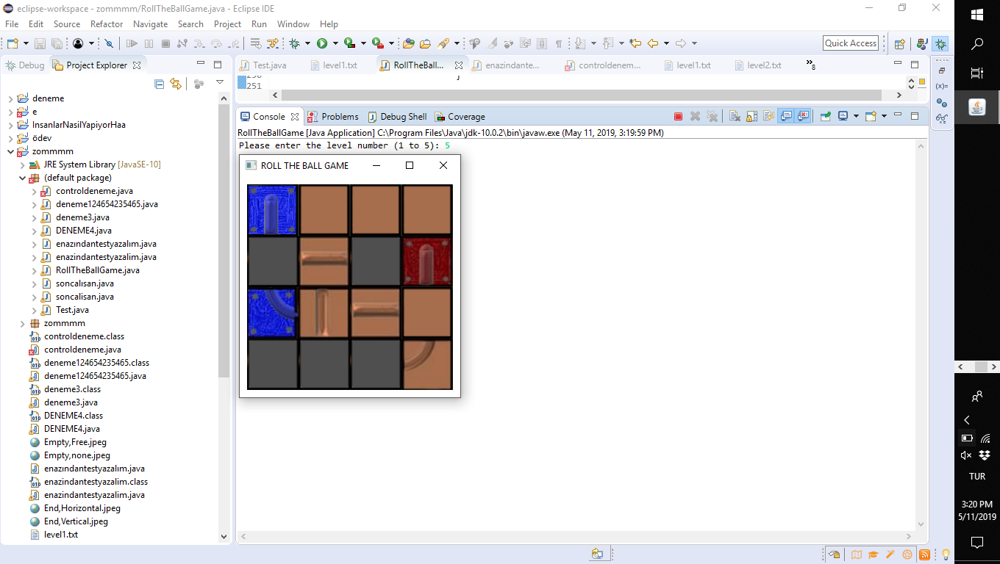 eclipse-workspace - zommmm/RollTheBallGame.java - Eclipse IDE
File Edit Source Refactor Navigate Search Project Run Window Help
Quick Access
Debug Project Explorer
Test.java level1.txt RollTheBall... enazindante... controldenem... level1.txt level2.txt 8
251
deneme
e
InsanlarNasilYapiyorHaa
ödev
zommmm
JRE System Library [JavaSE-10]
(default package)
controldeneme.java
deneme124654235465.java
deneme3.java
DENEME4.java
enazından​testyazalım.java
enazindantestyazalim.java
RollTheBallGame.java
soncalısan.java
soncalisan.java
Test.java
zommmm
controldeneme.class
controldeneme.java
deneme124654235465.class
deneme124654235465.java
deneme3.class
deneme3.java
DENEME4.class
DENEME4.java
Empty,Free.jpeg
Empty,none.jpeg
enazındantestyazalım.java
enazindantestyazalim.class
enazindantestyazalim.java
End,Horizontal.jpeg
End,Vertical.jpeg
level1.txt
Console Problems Debug Shell Coverage
RollTheBallGame [Java Application] C:\Program Files\Java\jdk-10.0.2\bin\javaw.exe (May 11, 2019, 3:19:59 PM)
Please enter the level number (1 to 5): 5
ROLL THE BALL GAME
TUR
3:20 PM
5/11/2019